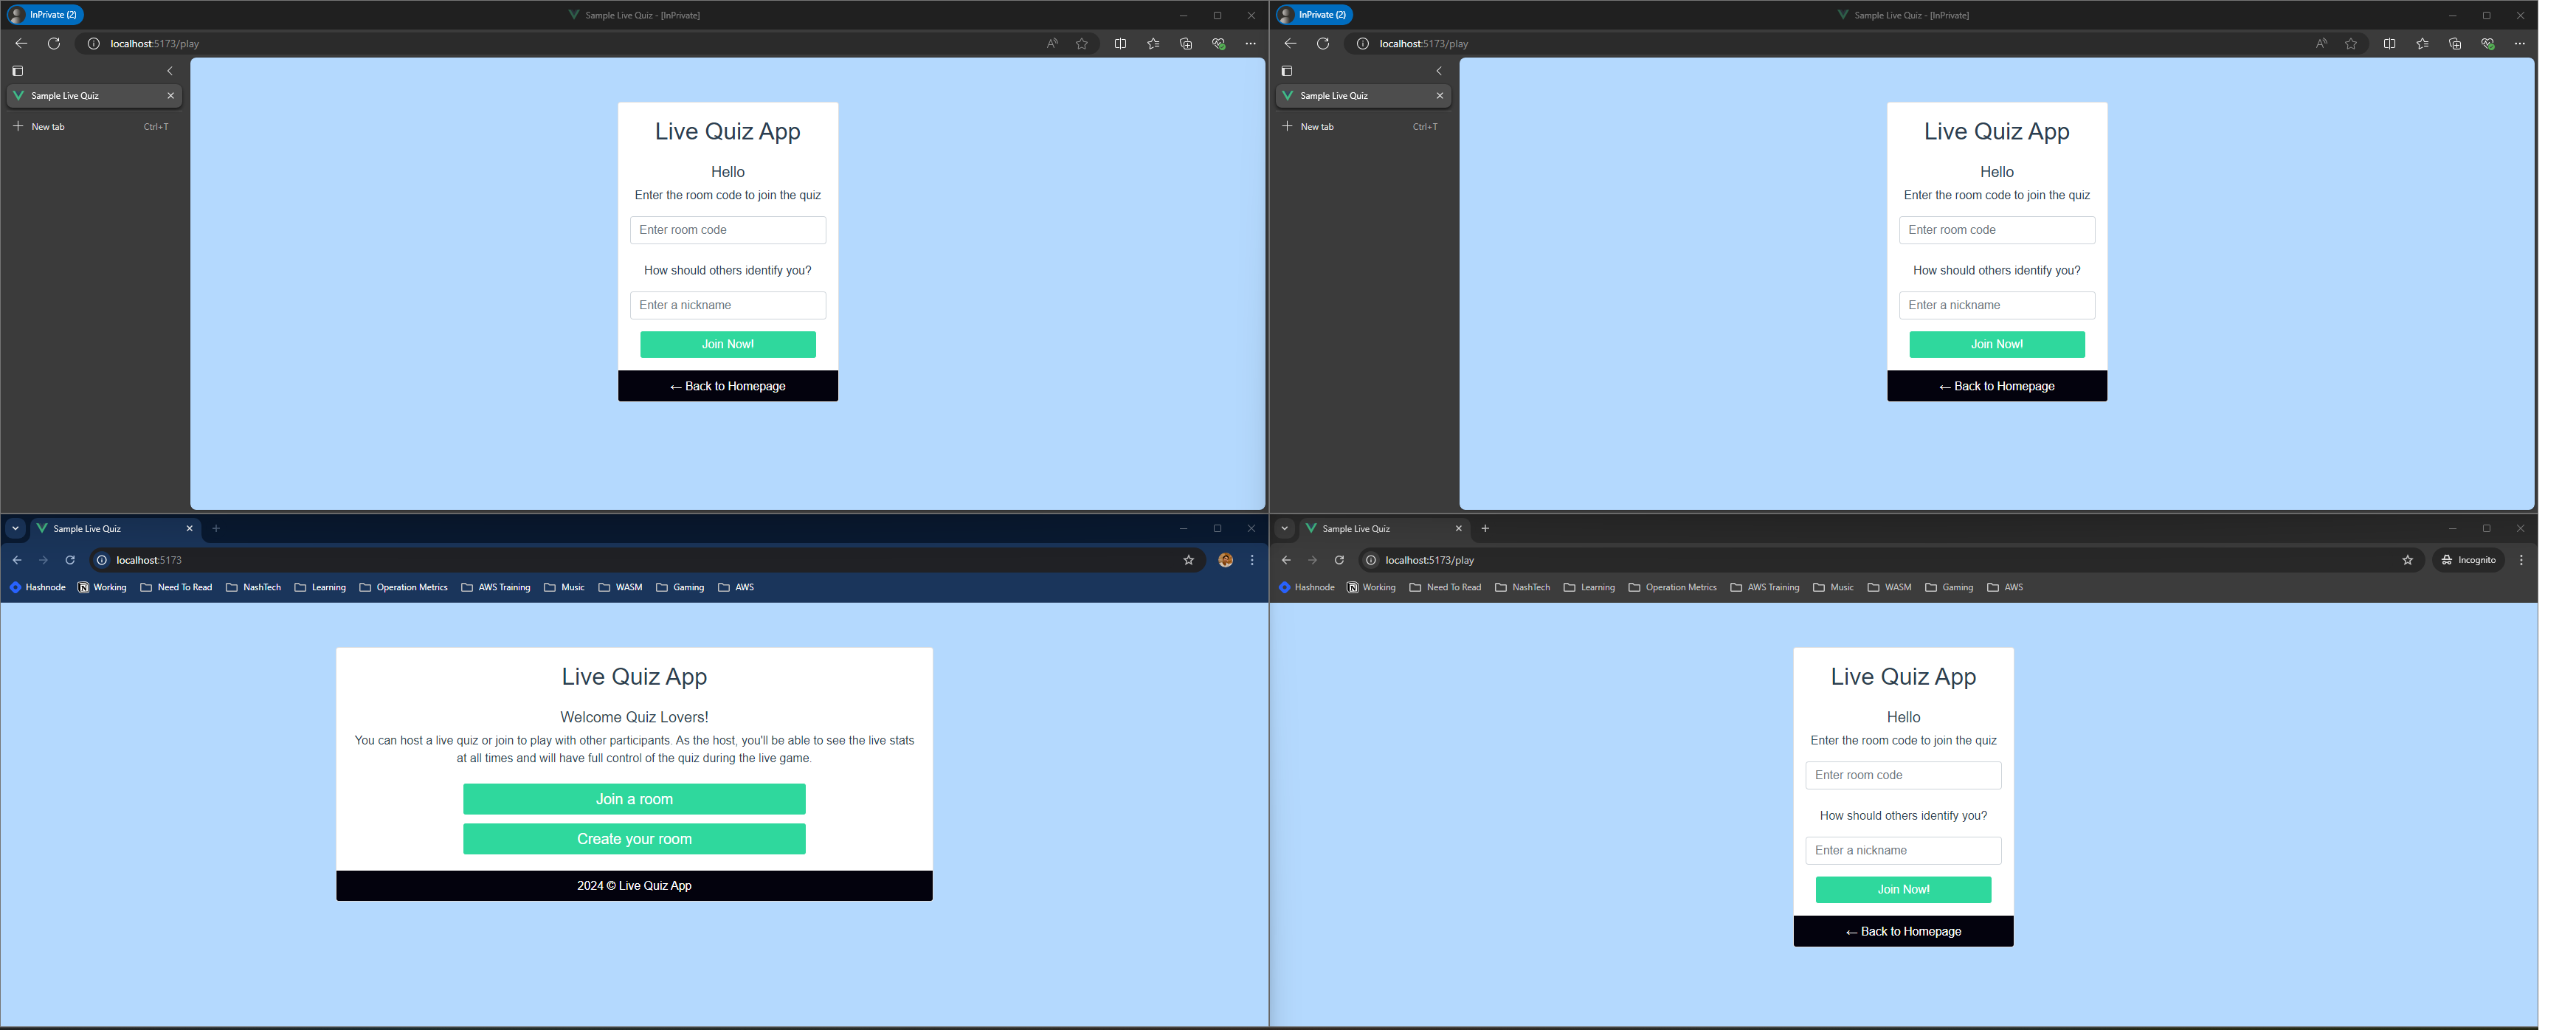 InPrivate (2)
Sample Live Quiz - [InPrivate]
localhost:5173/play
Sample Live Quiz
New tab
Ctrl+T
Live Quiz App
Hello
Enter the room code to join the quiz
Enter room code
How should others identify you?
Enter a nickname
Join Now!
← Back to Homepage
InPrivate (2)
Sample Live Quiz - [InPrivate]
localhost:5173/play
Sample Live Quiz
New tab
Ctrl+T
Live Quiz App
Hello
Enter the room code to join the quiz
Enter room code
How should others identify you?
Enter a nickname
Join Now!
← Back to Homepage
Sample Live Quiz
localhost:5173
Hashnode Working Need To Read NashTech Learning Operation Metrics AWS Training Music WASM Gaming AWS
Live Quiz App
Welcome Quiz Lovers!
You can host a live quiz or join to play with other participants. As the host, you'll be able to see the live stats
at all times and will have full control of the quiz during the live game.
Join a room
Create your room
2024 © Live Quiz App
Sample Live Quiz
localhost:5173/play
Incognito
Hashnode Working Need To Read NashTech Learning Operation Metrics AWS Training Music WASM Gaming AWS
Live Quiz App
Hello
Enter the room code to join the quiz
Enter room code
How should others identify you?
Enter a nickname
Join Now!
← Back to Homepage